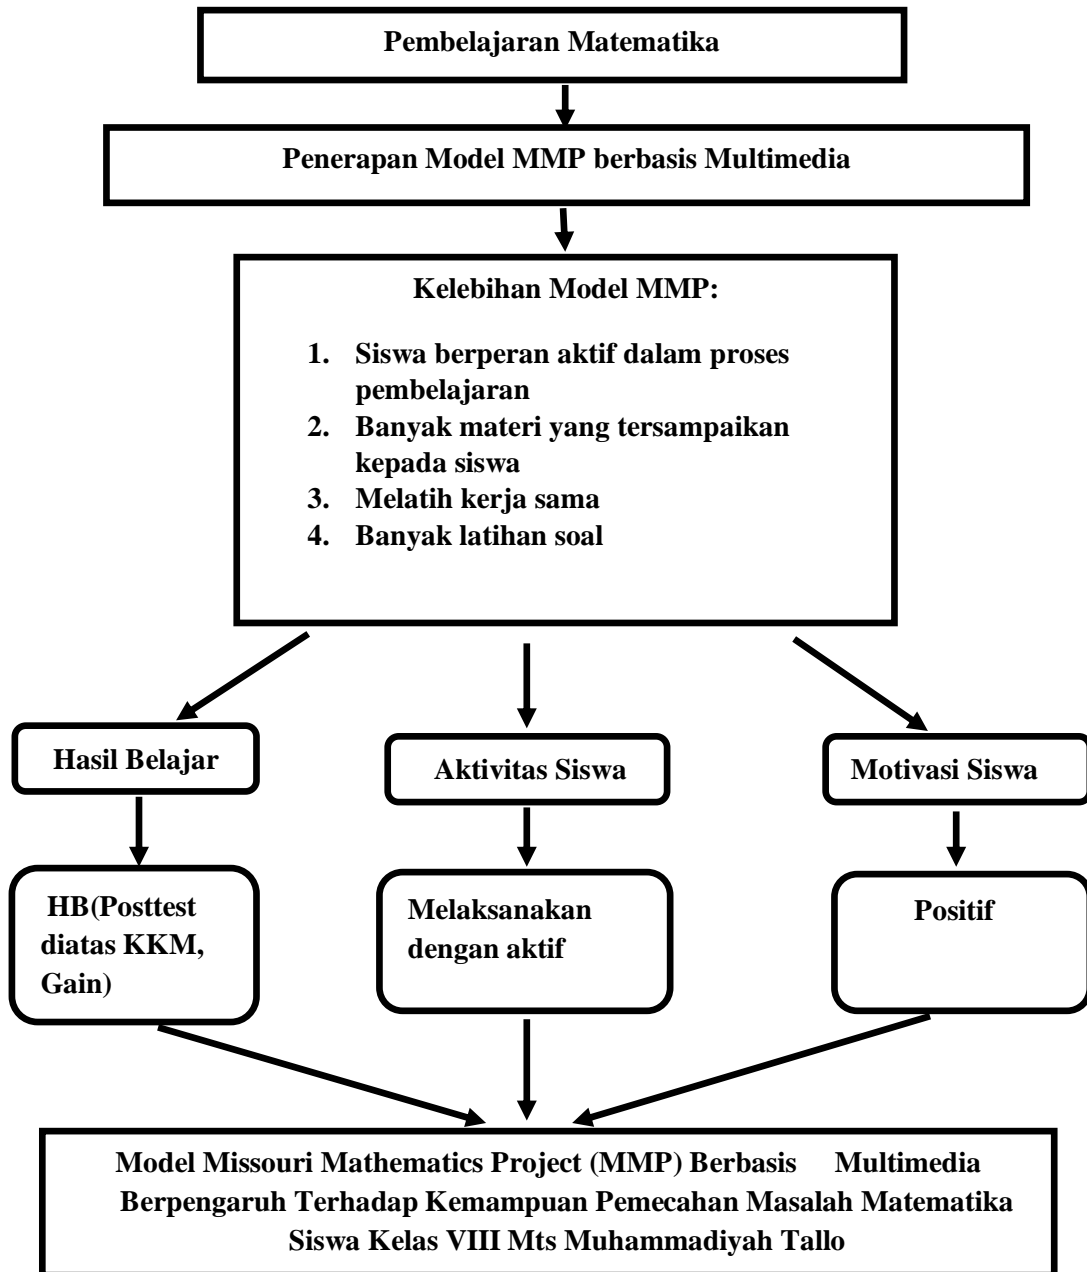 Pembelajaran Matematika
Penerapan Model MMP berbasis Multimedia
Kelebihan Model MMP:
1. Siswa berperan aktif dalam proses
pembelajaran
2. Banyak materi yang tersampaikan
kepada siswa
3. Melatih kerja sama
4. Banyak latihan soal
Hasil Belajar
Aktivitas Siswa
Motivasi Siswa
HB(Posttest
diatas KKM,
Gain)
Melaksanakan
dengan aktif
Positif
Model Missouri Mathematics Project (MMP) Berbasis Multimedia
Berpengaruh Terhadap Kemampuan Pemecahan Masalah Matematika
Siswa Kelas VIII Mts Muhammadiyah Tallo